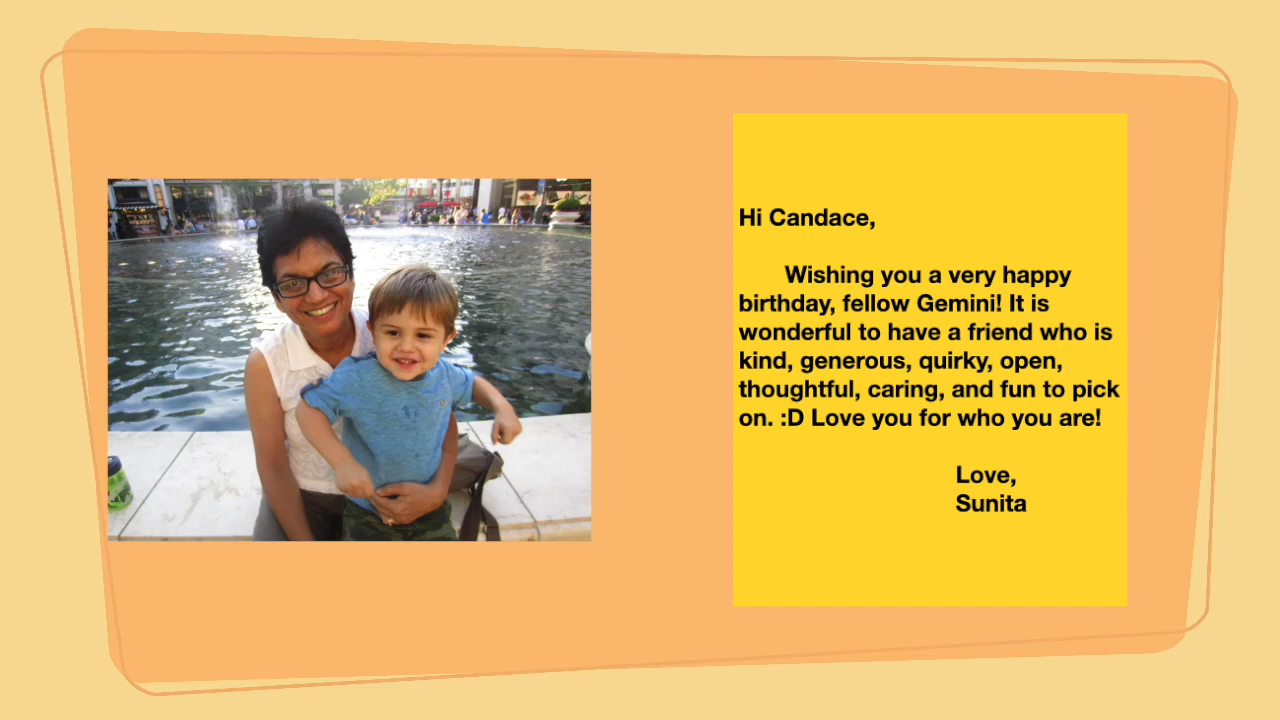 Hi Candace,
Wishing you a very happy
birthday, fellow Gemini! It is
wonderful to have a friend who is
kind, generous, quirky, open,
thoughtful, caring, and fun to pick
on. :D Love you for who you are!
Love,
Sunita